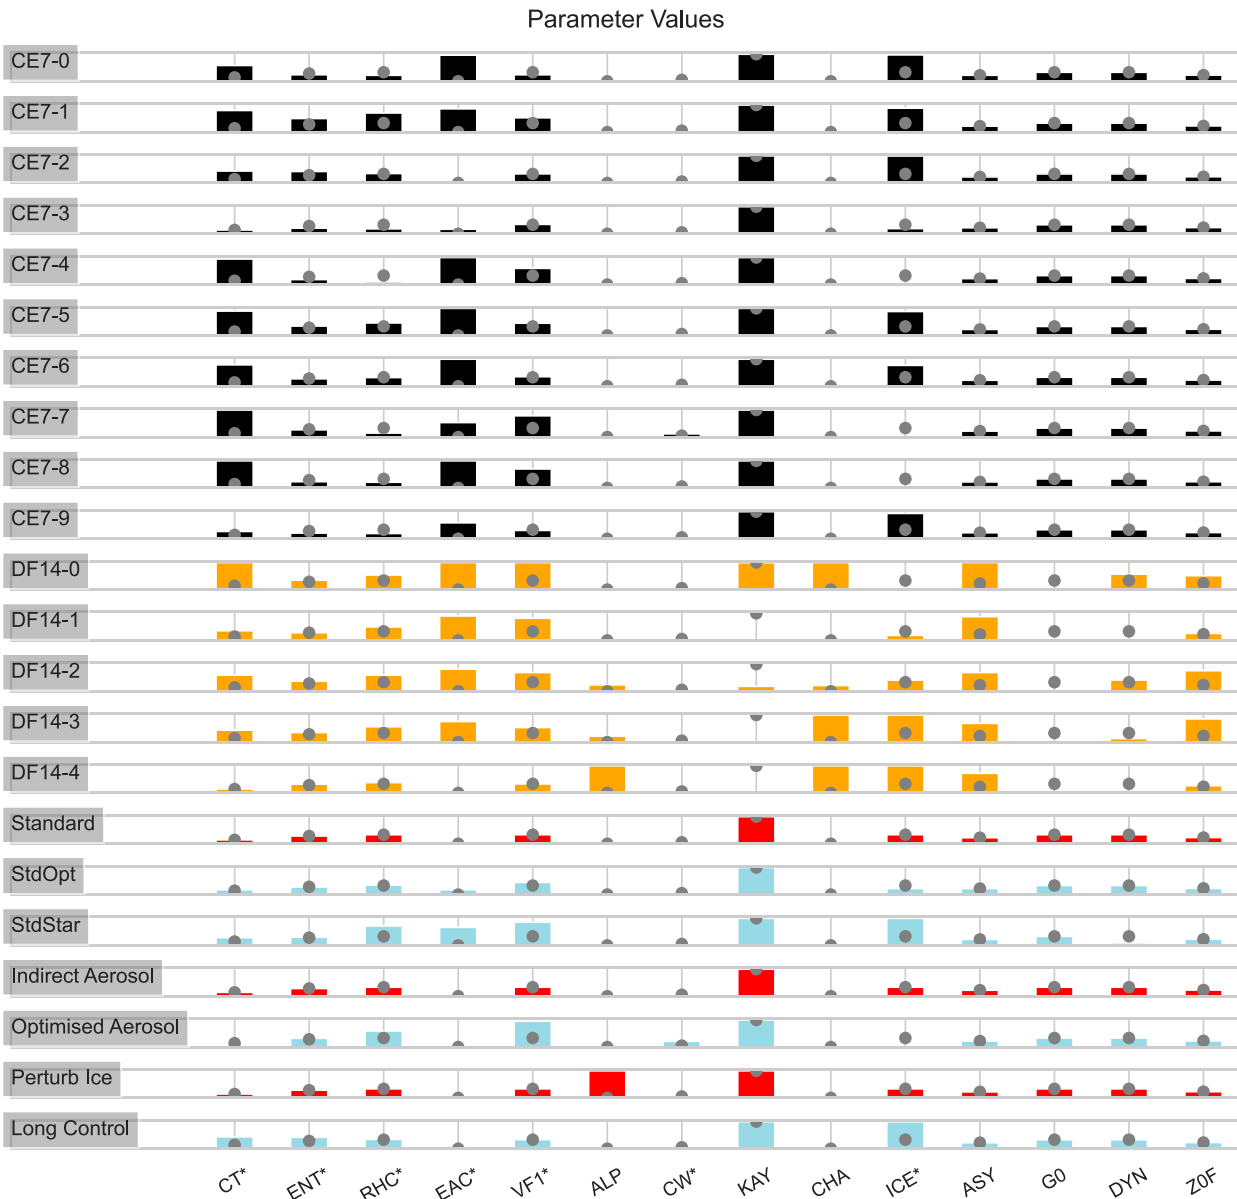 Parameter Values
CE7-0
CE7-1
CE7-2
CE7-3
CE7-4
CE7-5
CE7-6
CE7-7
CE7-8
CE7-9
DF14-0
DF14-1
DF14-2
DF14-3
DF14-4
Standard
StdOpt
StdStar
Indirect Aerosol
Optimised Aerosol
Perturb Ice
Long Control
CT* ENT* RHC* EAC* VF1* ALP CW* KAY CHA ICE* ASY G0 DYN Z0F